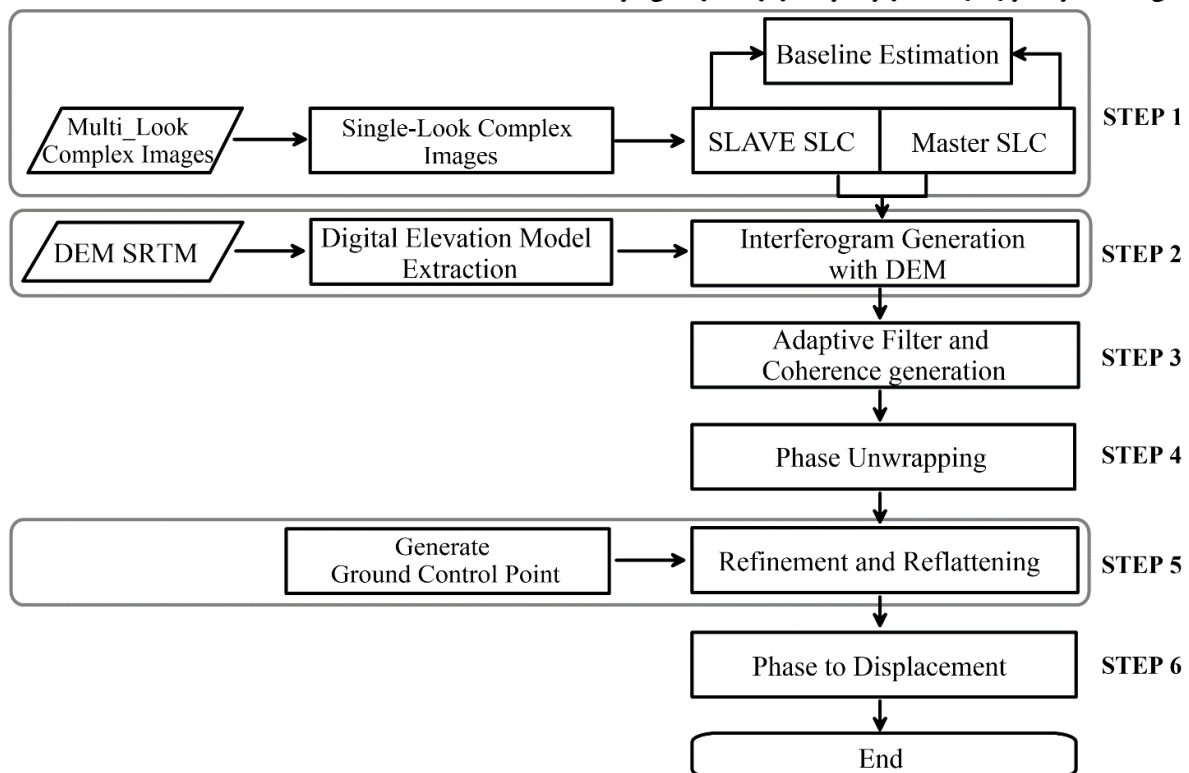 Baseline Estimation
STEP 1
Multi_Look
Complex Images
Single-Look Complex
Images
SLAVE SLC
Master SLC
DEM SRTM
Digital Elevation Model
Extraction
Interferogram Generation
with DEM
STEP 2
Adaptive Filter and
Coherence generation
STEP 3
Phase Unwrapping
STEP 4
Generate
Ground Control Point
Refinement and Reflattening
STEP 5
Phase to Displacement
STEP 6
End